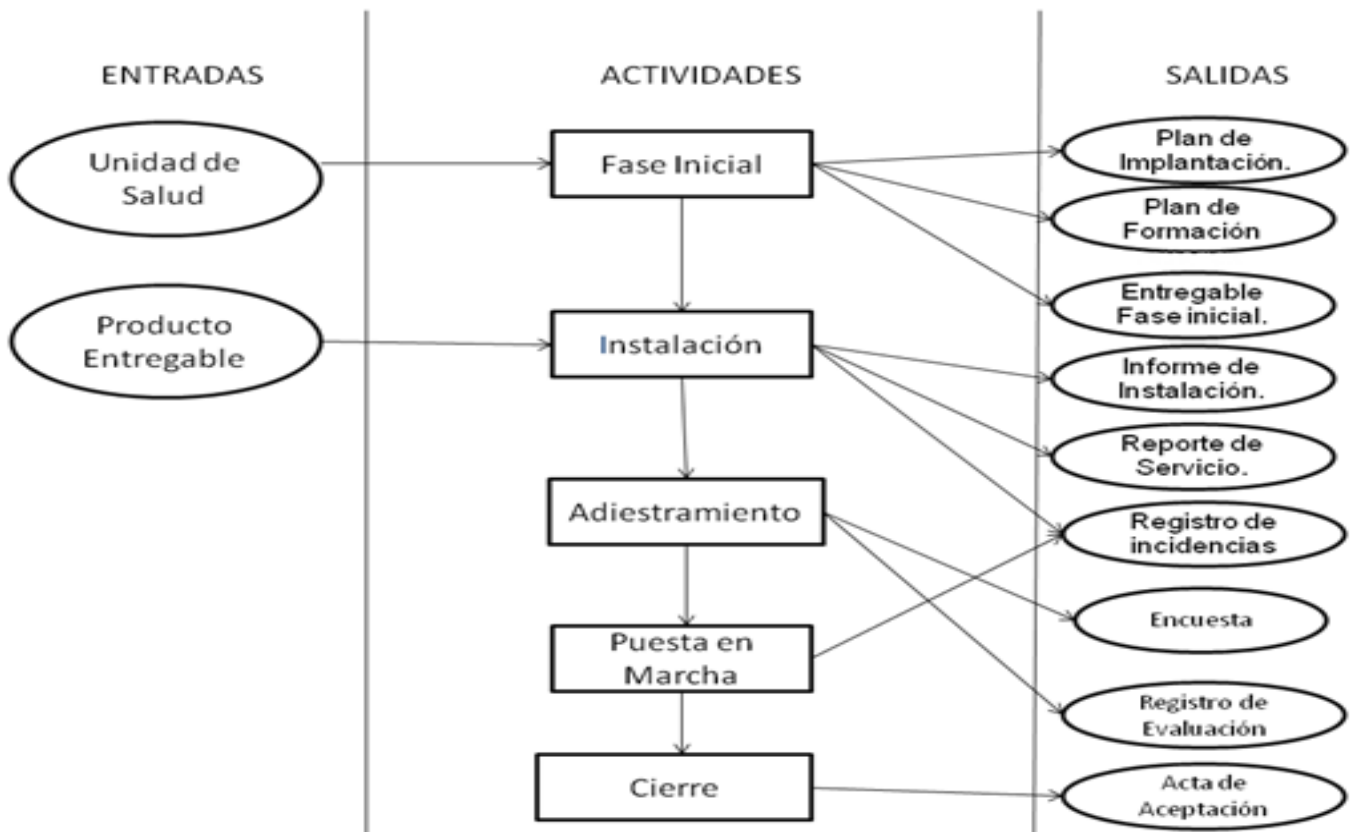 ENTRADAS
ACTIVIDADES
SALIDAS
Unidad de
Salud
Producto
Entregable
Fase Inicial
Instalación
Adiestramiento
Puesta en
Marcha
Cierre
Plan de
Implantación.
Plan de
Formación
Entregable
Fase inicial.
Informe de
Instalación.
Reporte de
Servicio.
Registro de
incidencias
Encuesta
Registro de
Evaluación
Acta de
Aceptación